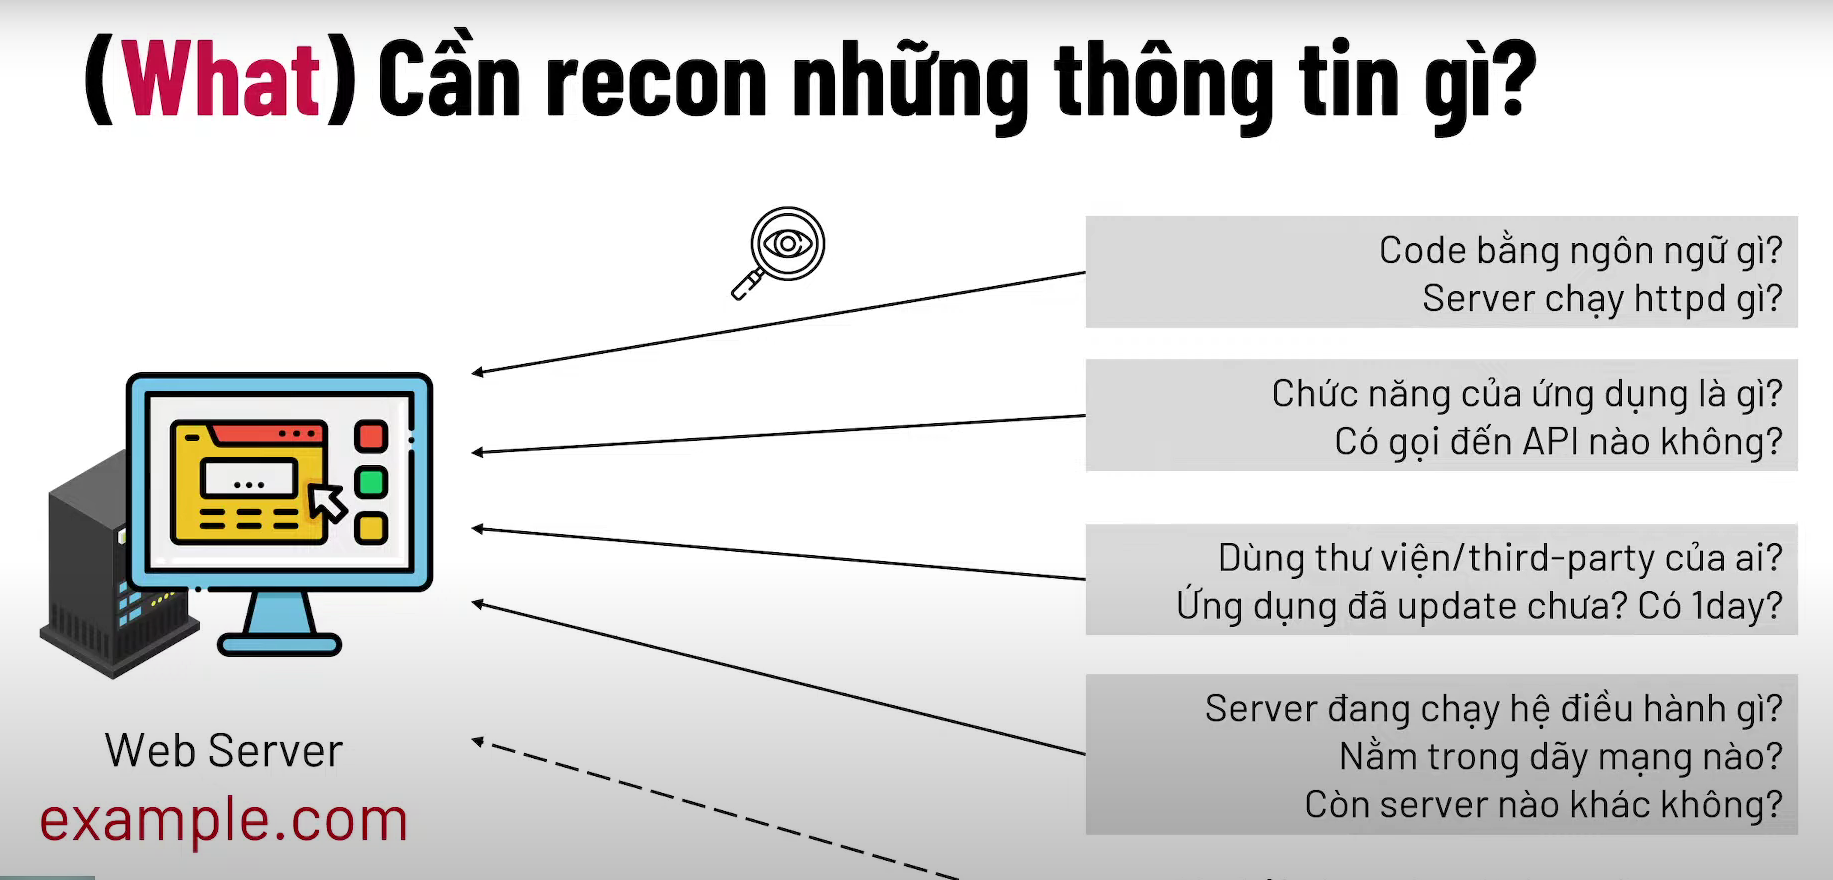 (What) Cần recon những thông tin gì?
Code bằng ngôn ngữ gì?
Server chạy httpd gì?
Chức năng của ứng dụng là gì?
Có gọi đến API nào không?
Dùng thư viện/third-party của ai?
Ứng dụng đã update chưa? Có 1day?
Server đang chạy hệ điều hành gì?
Nằm trong dãy mạng nào?
Còn server nào khác không?
Web Server
example.com